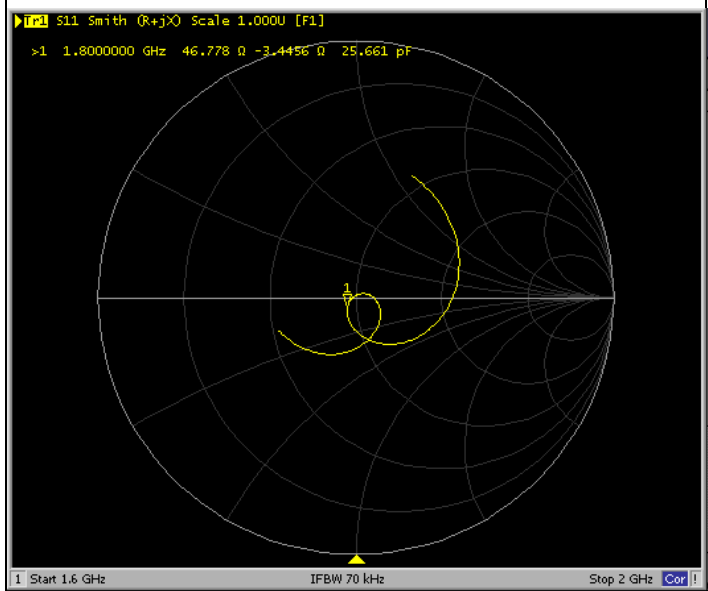 Tr1 S11 Smith (R+jX) Scale 1.000U [F1]
>1 1.8000000 GHz 46.778 Ω -3.4456 Ω 25.661 pF
1
1 Start 1.6 GHz IFBW 70 kHz Stop 2 GHz Cor !